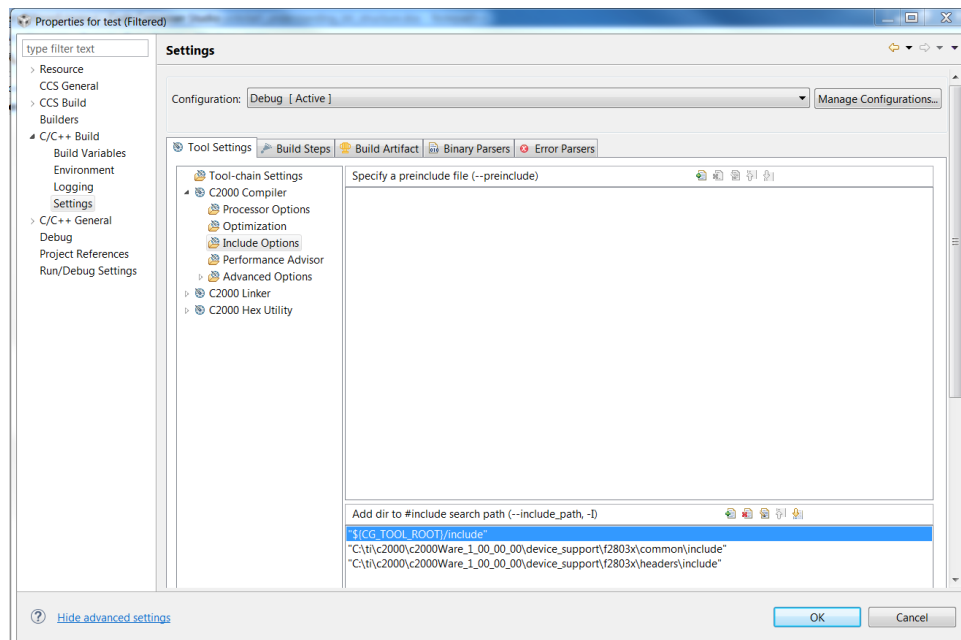 Properties for test (Filtered)
type filter text
Resource
CCS General
CCS Build
Builders
C/C++ Build
Build Variables
Environment
Logging
Settings
C/C++ General
Debug
Project References
Run/Debug Settings
Settings
Configuration: Debug [ Active ]
Manage Configurations...
Tool Settings Build Steps Build Artifact Binary Parsers Error Parsers
Tool-chain Settings
C2000 Compiler
Processor Options
Optimization
Include Options
Performance Advisor
Advanced Options
C2000 Linker
C2000 Hex Utility
Specify a preinclude file (--preinclude)
Add dir to #include search path (--include_path, -I)
"${CG_TOOL_ROOT}/include"
"C:\ti\c2000\c2000Ware_1_00_00_00\device_support\f2803x\common\include"
"C:\ti\c2000\c2000Ware_1_00_00_00\device_support\f2803x\headers\include"
Hide advanced settings
OK Cancel